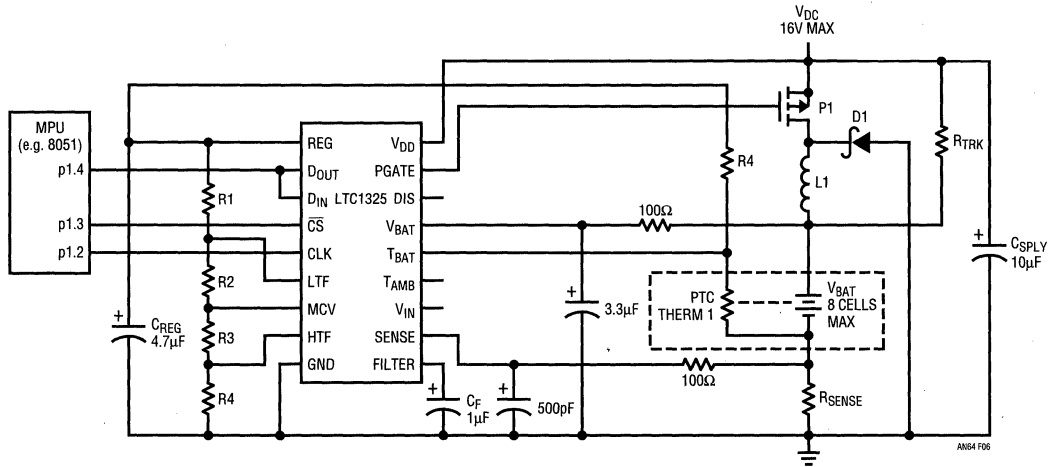 V_DC
16V MAX
MPU
(e.g. 8051)
p1.4
p1.3
p1.2
REG
D_OUT
D_IN
LTC1325
C̅S̅
CLK
LTF
MCV
HTF
GND
V_DD
PGATE
DIS
V_BAT
T_BAT
T_AMB
V_IN
SENSE
FILTER
R1
R2
R3
R4
+
C_REG
4.7µF
+
C_F
1µF
+
500pF
+
3.3µF
100Ω
100Ω
R4
P1
D1
L1
R_TRK
+
C_SPLY
10µF
PTC
THERM 1
+
V_BAT
8 CELLS
MAX
R_SENSE
AN64 F06